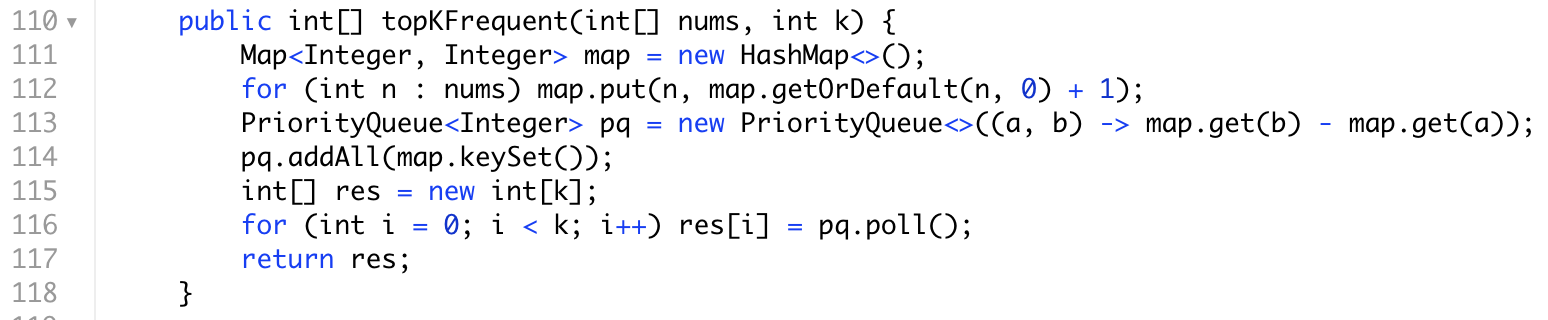 110 ▾ public int[] topKFrequent(int[] nums, int k) {
111 Map<Integer, Integer> map = new HashMap<>();
112 for (int n : nums) map.put(n, map.getOrDefault(n, 0) + 1);
113 PriorityQueue<Integer> pq = new PriorityQueue<>((a, b) -> map.get(b) - map.get(a));
114 pq.addAll(map.keySet());
115 int[] res = new int[k];
116 for (int i = 0; i < k; i++) res[i] = pq.poll();
117 return res;
118 }